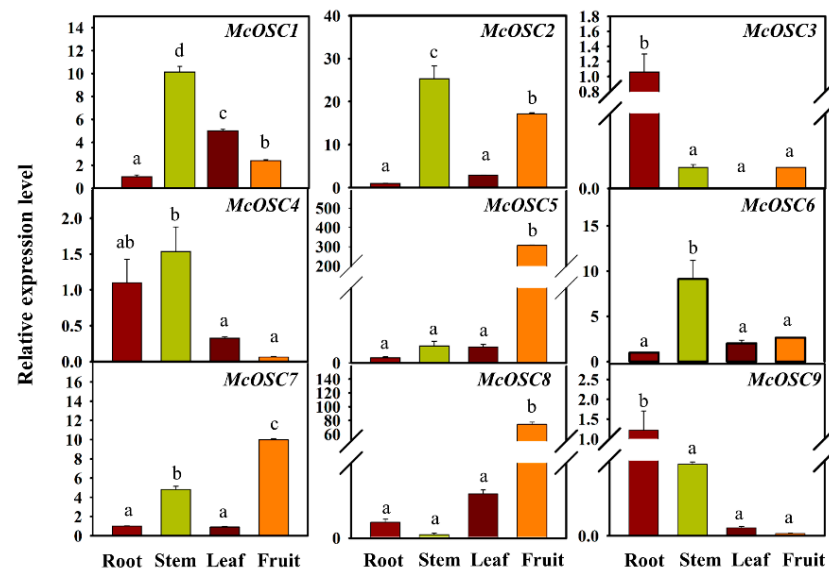 Relative expression level
McOSC1
14
12
10
8
6
4
2
0
a
d
c
b
McOSC2
40
30
20
10
0
a
c
a
b
McOSC3
1.8
1.6
1.4
1.2
1.0
0.8
0.0
b
a
a
a
McOSC4
2.0
1.5
1.0
0.5
0.0
ab
b
a
a
McOSC5
500
400
300
200
0
a
a
a
b
McOSC6
15
10
5
0
a
b
a
a
McOSC7
16
14
12
10
8
6
4
2
0
a
b
a
c
McOSC8
140
120
100
80
60
0
a
a
a
b
McOSC9
2.5
2.0
1.5
1.0
0.0
b
a
a
a
Root Stem Leaf Fruit
Root Stem Leaf Fruit
Root Stem Leaf Fruit